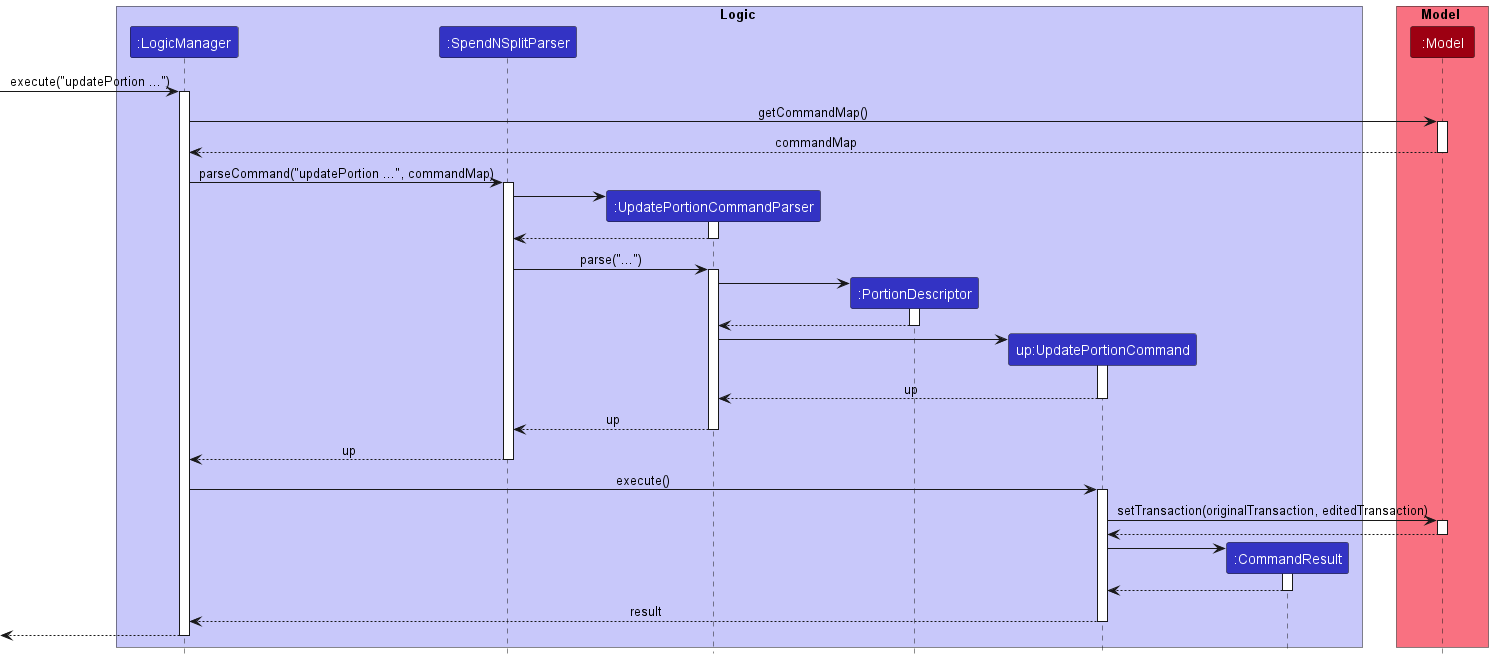 Logic
Model
:LogicManager
:SpendNSplitParser
:Model
execute("updatePortion ...")
getCommandMap()
commandMap
parseCommand("updatePortion ...", commandMap)
:UpdatePortionCommandParser
parse("...")
:PortionDescriptor
up:UpdatePortionCommand
up
up
up
execute()
setTransaction(originalTransaction, editedTransaction)
:CommandResult
result